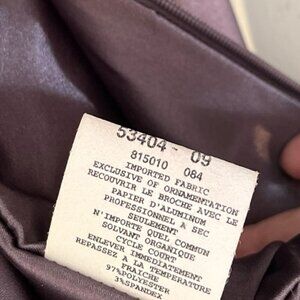 53404 - 09
815010 084
IMPORTED FABRIC
EXCLUSIVE OF ORNAMENTATION
RECOUVRIR LE BROCHE AVEC LE
PAPIER D'ALUMINUM
PROFESSIONNEL A SEC
SEULEMENT
N'IMPORTE QUEL COMMUN
SOLVANT ORGANIQUE
CYCLE COURT
ENLEVER IMMEDIATEMENT
REPASSEZ A LA TEMPERATURE
FRAICHE
97%POLYESTER
3%SPANDEX